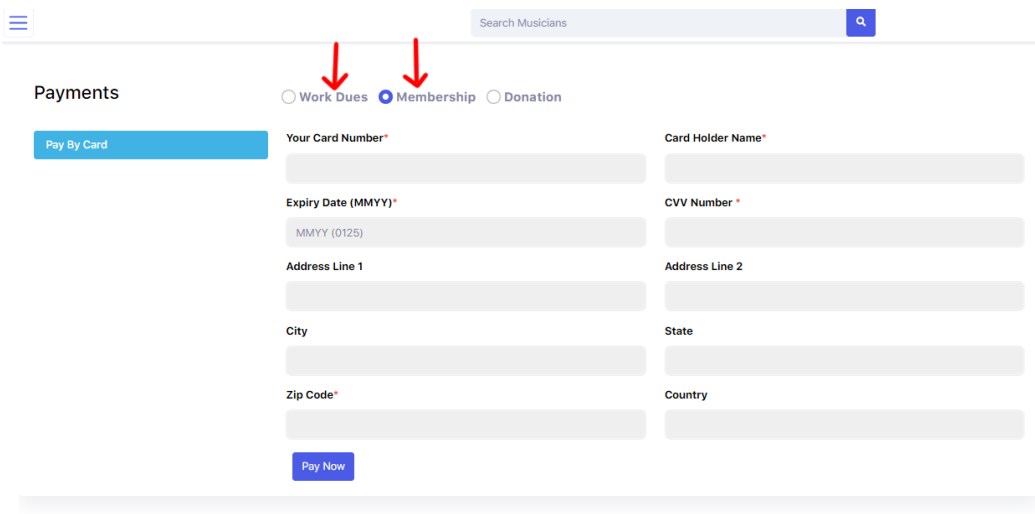 Search Musicians
Payments
Work Dues Membership Donation
Pay By Card
Your Card Number* Card Holder Name*
Expiry Date (MMYY)* CVV Number *
MMYY (0125)
Address Line 1 Address Line 2
City State
Zip Code* Country
Pay Now